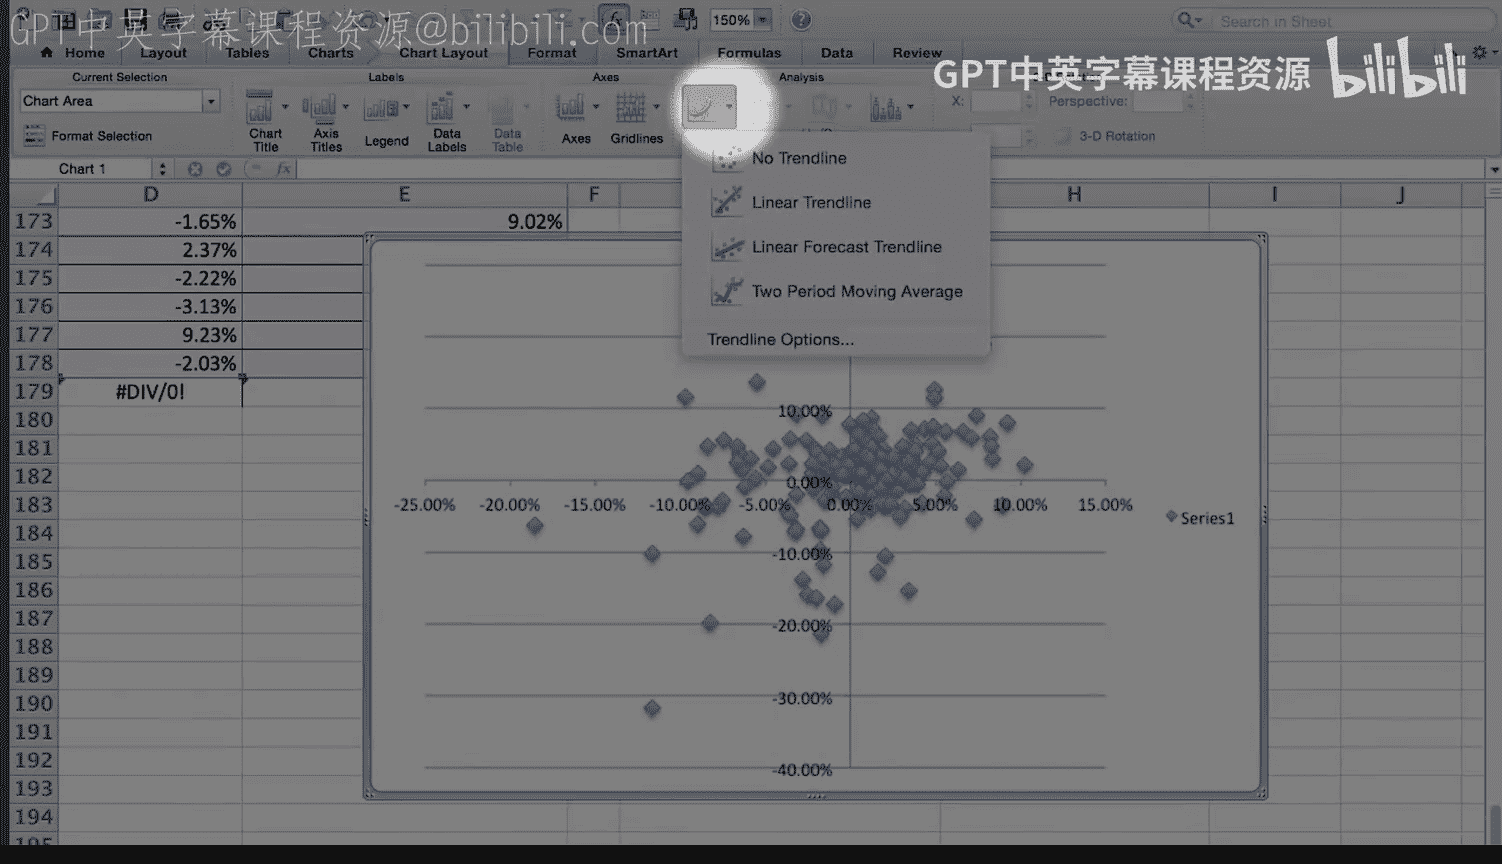 GPT中英字幕课程资源@bilibili.com
150%
Search in Sheet
Home Layout Tables Charts Chart Layout Format SmartArt Formulas Data Review
GPT中英字幕课程资源 bilibili
Current Selection Labels Axes Analysis
Chart Area
Format Selection
Chart Title
Axis Titles
Legend
Data Labels
Data Table
Axes
Gridlines
X:
Perspective:
3-D Rotation
Chart 1 fx
No Trendline
Linear Trendline
Linear Forecast Trendline
Two Period Moving Average
Trendline Options...
D E F H I J
173 -1.65% 9.02%
174 2.37%
175 -2.22%
176 -3.13%
177 9.23%
178 -2.03%
179 #DIV/0!
180
181
182
183
184
185
186
187
188
189
190
191
192
193
194
195
10.00%
0.00%
-25.00% -20.00% -15.00% -10.00% -5.00% 0.00% 5.00% 10.00% 15.00%
Series1
-10.00%
-20.00%
-30.00%
-40.00%